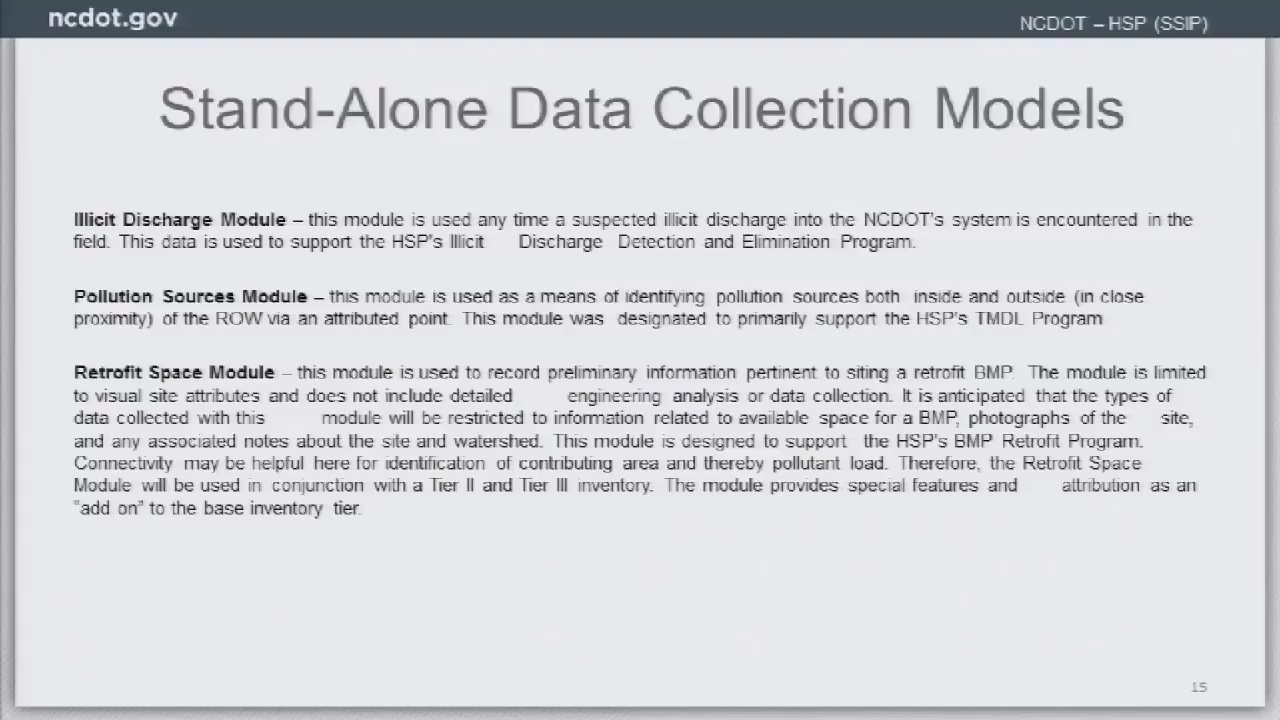 ncdot.gov
NCDOT – HSP (SSIP)
Stand-Alone Data Collection Models
Illicit Discharge Module – this module is used any time a suspected illicit discharge into the NCDOT's system is encountered in the
field. This data is used to support the HSP's Illicit Discharge Detection and Elimination Program.
Pollution Sources Module – this module is used as a means of identifying pollution sources both inside and outside (in close
proximity) of the ROW via an attributed point. This module was designated to primarily support the HSP's TMDL Program
Retrofit Space Module – this module is used to record preliminary information pertinent to siting a retrofit BMP. The module is limited
to visual site attributes and does not include detailed engineering analysis or data collection. It is anticipated that the types of
data collected with this module will be restricted to information related to available space for a BMP, photographs of the site,
and any associated notes about the site and watershed. This module is designed to support the HSP's BMP Retrofit Program.
Connectivity may be helpful here for identification of contributing area and thereby pollutant load. Therefore, the Retrofit Space
Module will be used in conjunction with a Tier II and Tier III inventory. The module provides special features and attribution as an
"add on" to the base inventory tier.
15